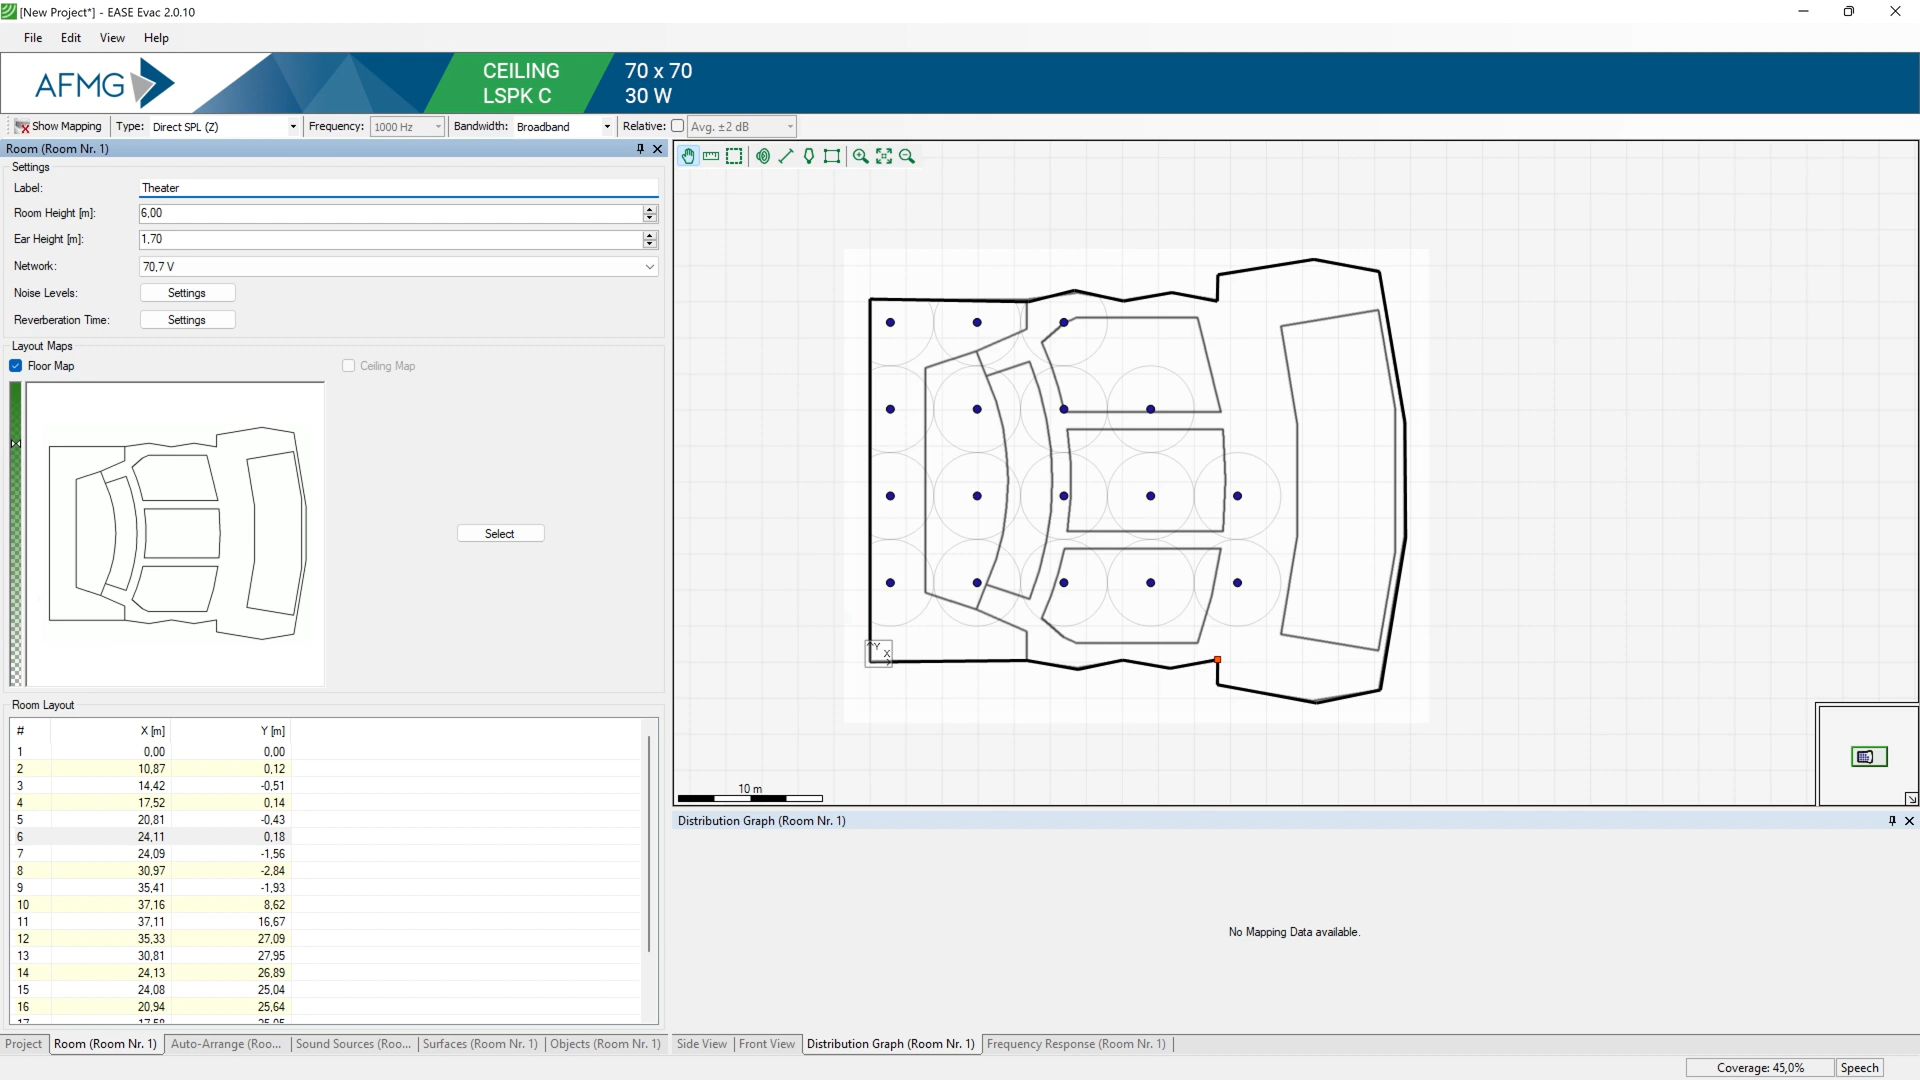 [New Project*] - EASE Evac 2.0.10
File Edit View Help
AFMG
CEILING
LSPK C
70 x 70
30 W
Show Mapping Type: Direct SPL (Z) Frequency: 1000 Hz Bandwidth: Broadband Relative: Avg. ±2 dB
Room (Room Nr. 1)
Settings
Label: Theater
Room Height [m]: 6,00
Ear Height [m]: 1,70
Network: 70,7 V
Noise Levels: Settings
Reverberation Time: Settings
Layout Maps
Floor Map Ceiling Map
Select
Room Layout
# X [m] Y [m]
1 0,00 0,00
2 10,87 0,12
3 14,42 -0,51
4 17,52 0,14
5 20,81 -0,43
6 24,11 0,18
7 24,09 -1,56
8 30,97 -2,84
9 35,41 -1,93
10 37,16 8,62
11 37,11 16,67
12 35,33 27,09
13 30,81 27,95
14 24,13 26,89
15 24,08 25,04
16 20,94 25,64
Project Room (Room Nr. 1) Auto-Arrange (Roo... Sound Sources (Roo... Surfaces (Room Nr. 1) Objects (Room Nr. 1)
Y
X
10 m
Distribution Graph (Room Nr. 1)
No Mapping Data available.
Side View Front View Distribution Graph (Room Nr. 1) Frequency Response (Room Nr. 1)
Coverage: 45,0% Speech